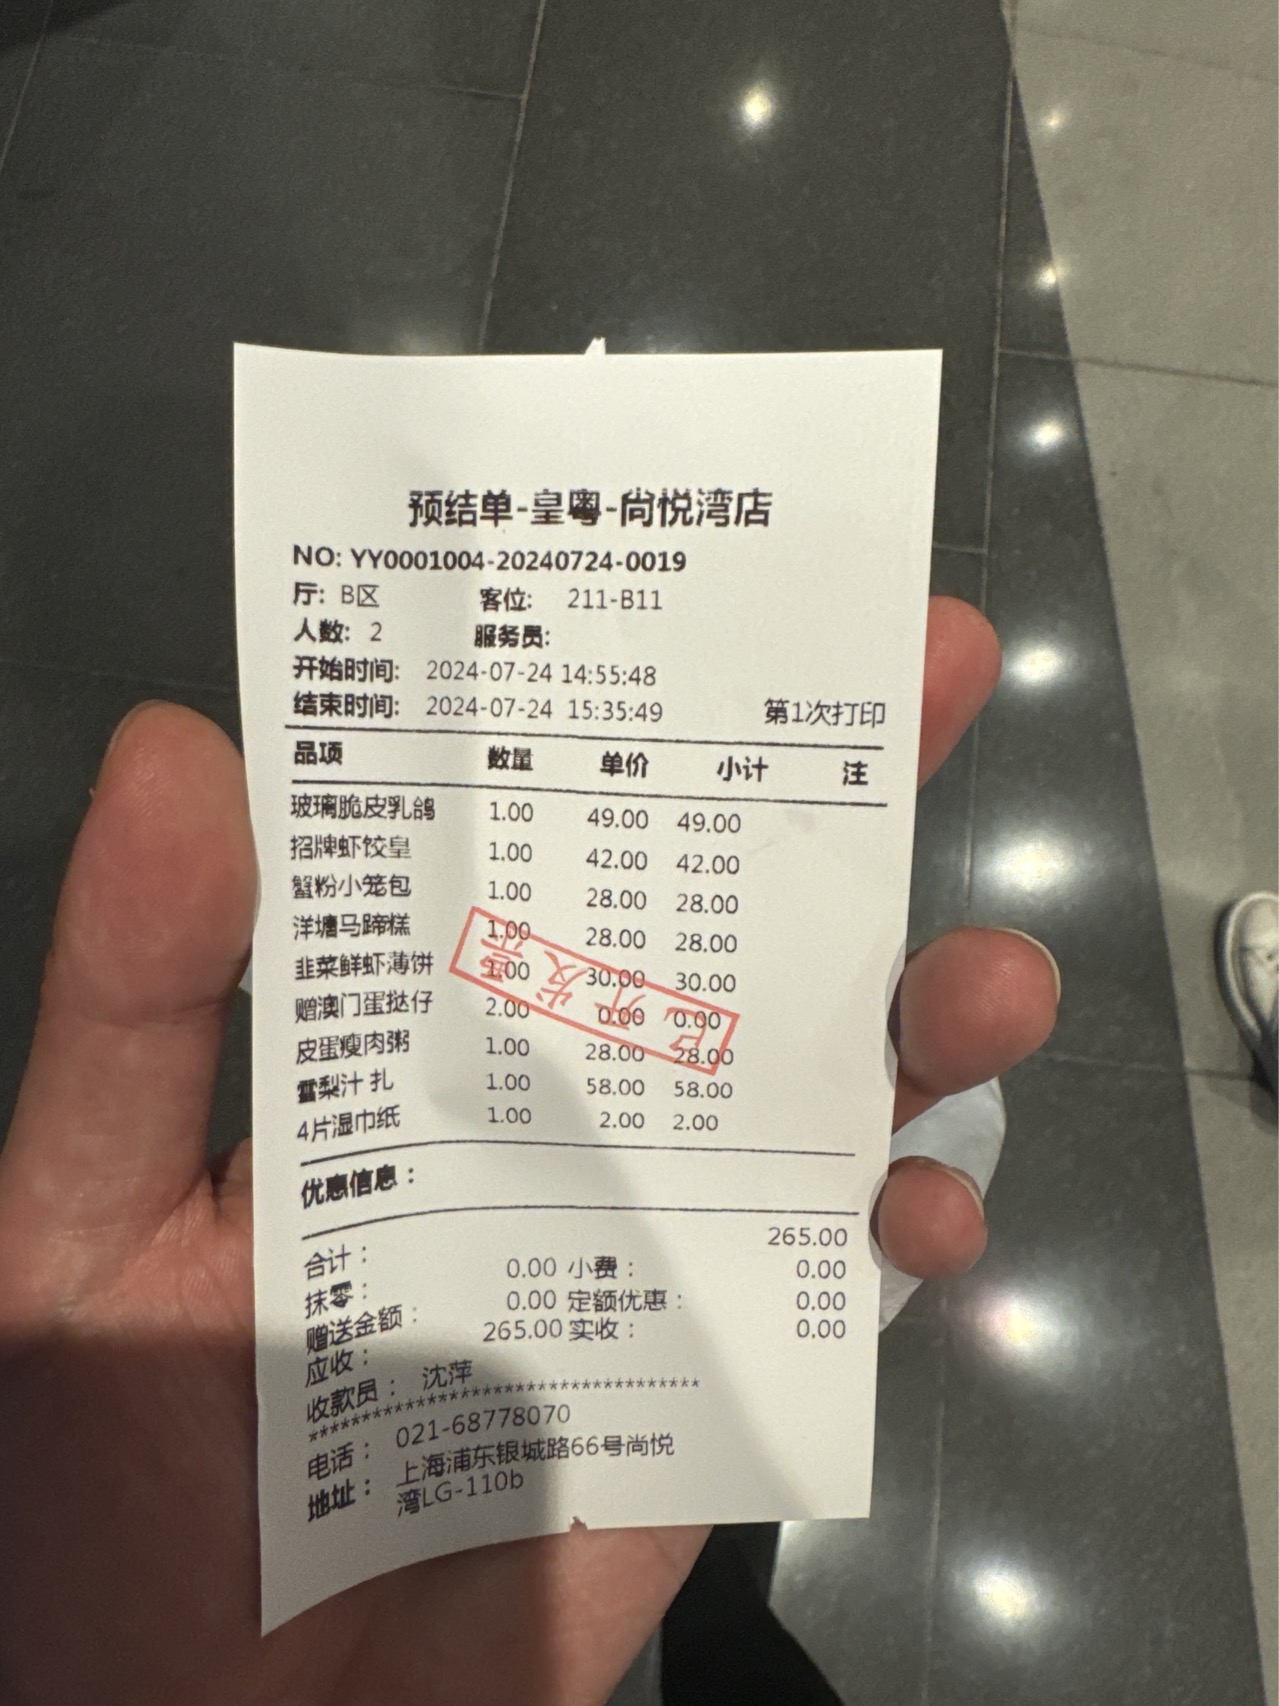 预结单-皇粤-尚悦湾店
NO: YY0001004-20240724-0019
厅: B区 客位: 211-B11
人数: 2 服务员:
开始时间: 2024-07-24 14:55:48
结束时间: 2024-07-24 15:35:49 第1次打印
品项 数量 单价 小计 注
玻璃脆皮乳鸽 1.00 49.00 49.00
招牌虾饺皇 1.00 42.00 42.00
蟹粉小笼包 1.00 28.00 28.00
洋塘马蹄糕 1.00 28.00 28.00
韭菜鲜虾薄饼 1.00 30.00 30.00
赠澳门蛋挞仔 2.00 0.00 0.00
皮蛋瘦肉粥 1.00 28.00 28.00
雪梨汁 扎 1.00 58.00 58.00
4片湿巾纸 1.00 2.00 2.00
已开发票
优惠信息：
合计： 265.00
抹零： 0.00 小费： 0.00
赠送金额： 0.00 定额优惠： 0.00
应收： 265.00 实收： 0.00
收款员： 沈萍
************************************
电话： 021-68778070
地址： 上海浦东银城路66号尚悦
湾LG-110b